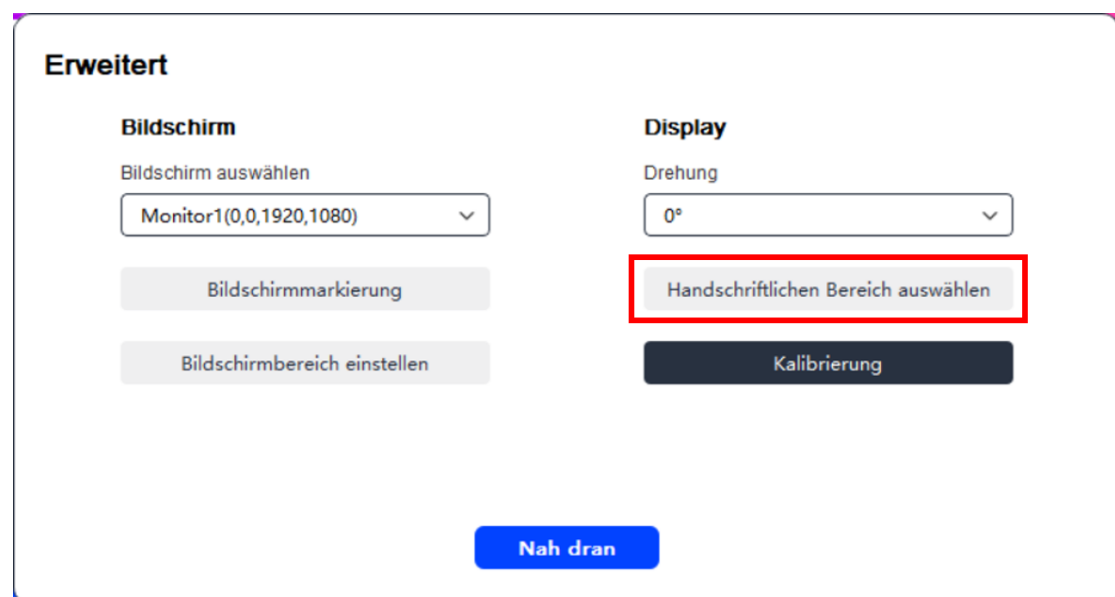 Erweitert
Bildschirm
Bildschirm auswählen
Monitor1(0,0,1920,1080)
Bildschirmmarkierung
Bildschirmbereich einstellen
Display
Drehung
0°
Handschriftlichen Bereich auswählen
Kalibrierung
Nah dran